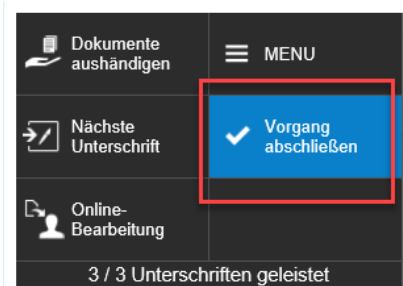 Dokumente
aushändigen
MENU
Nächste
Unterschrift
Vorgang
abschließen
Online-
Bearbeitung
3 / 3 Unterschriften geleistet